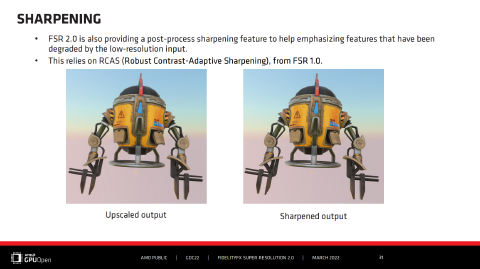 SHARPENING
• FSR 2.0 is also providing a post-process sharpening feature to help emphasizing features that have been
degraded by the low-resolution input.
• This relies on RCAS (Robust Contrast-Adaptive Sharpening), from FSR 1.0.
Upscaled output
Sharpened output
AMD
GPUOpen
AMD PUBLIC | GDC22 | FIDELITYFX SUPER RESOLUTION 2.0 | MARCH 2022
31